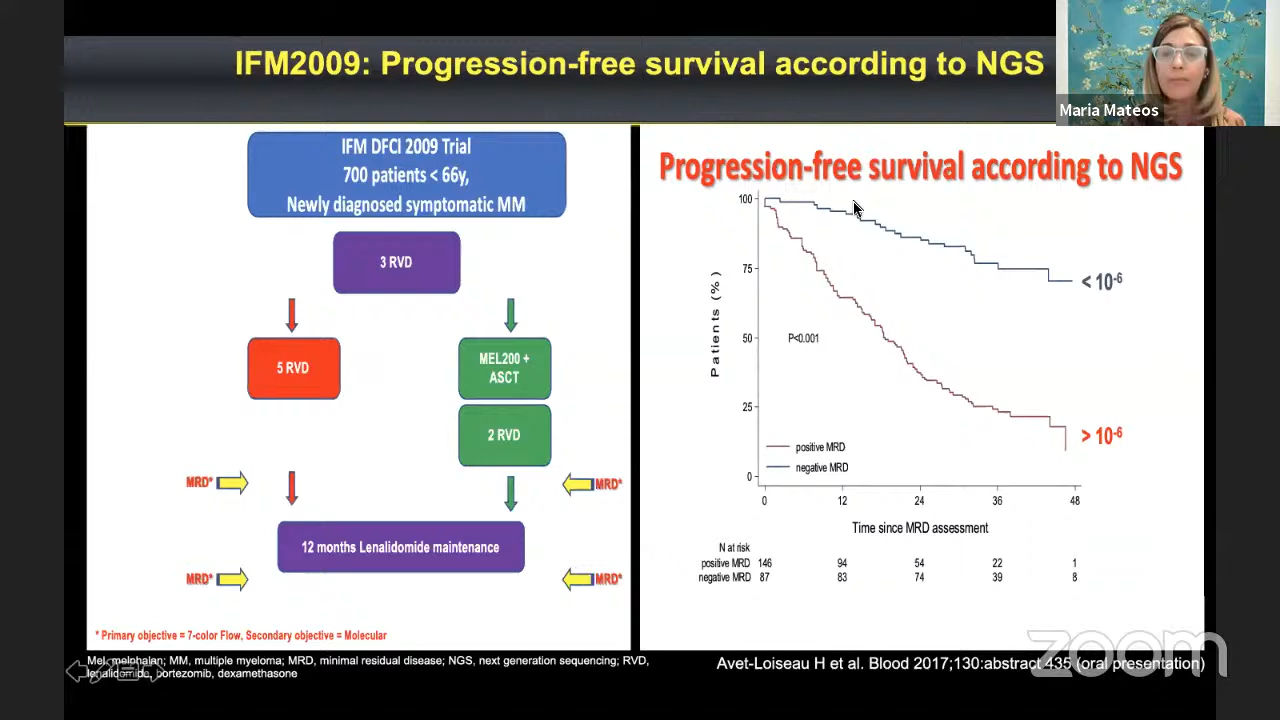 IFM2009: Progression-free survival according to NGS
Maria Mateos
IFM DFCI 2009 Trial
700 patients < 66y,
Newly diagnosed symptomatic MM
3 RVD
5 RVD
MEL200 +
ASCT
2 RVD
MRD*
MRD*
12 months Lenalidomide maintenance
MRD*
MRD*
* Primary objective = 7-color Flow, Secondary objective = Molecular
Mel, melphalan; MM, multiple myeloma; MRD, minimal residual disease; NGS, next generation sequencing; RVD,
lenalidomide, bortezomib, dexamethasone
Progression-free survival according to NGS
Patients (%)
100
75
50
25
0
P<0.001
< 10-6
> 10-6
positive MRD
negative MRD
0 12 24 36 48
Time since MRD assessment
N at risk
positive MRD 146 94 54 22 1
negative MRD 87 83 74 39 8
Avet-Loiseau H et al. Blood 2017;130:abstract 435 (oral presentation)
zoom